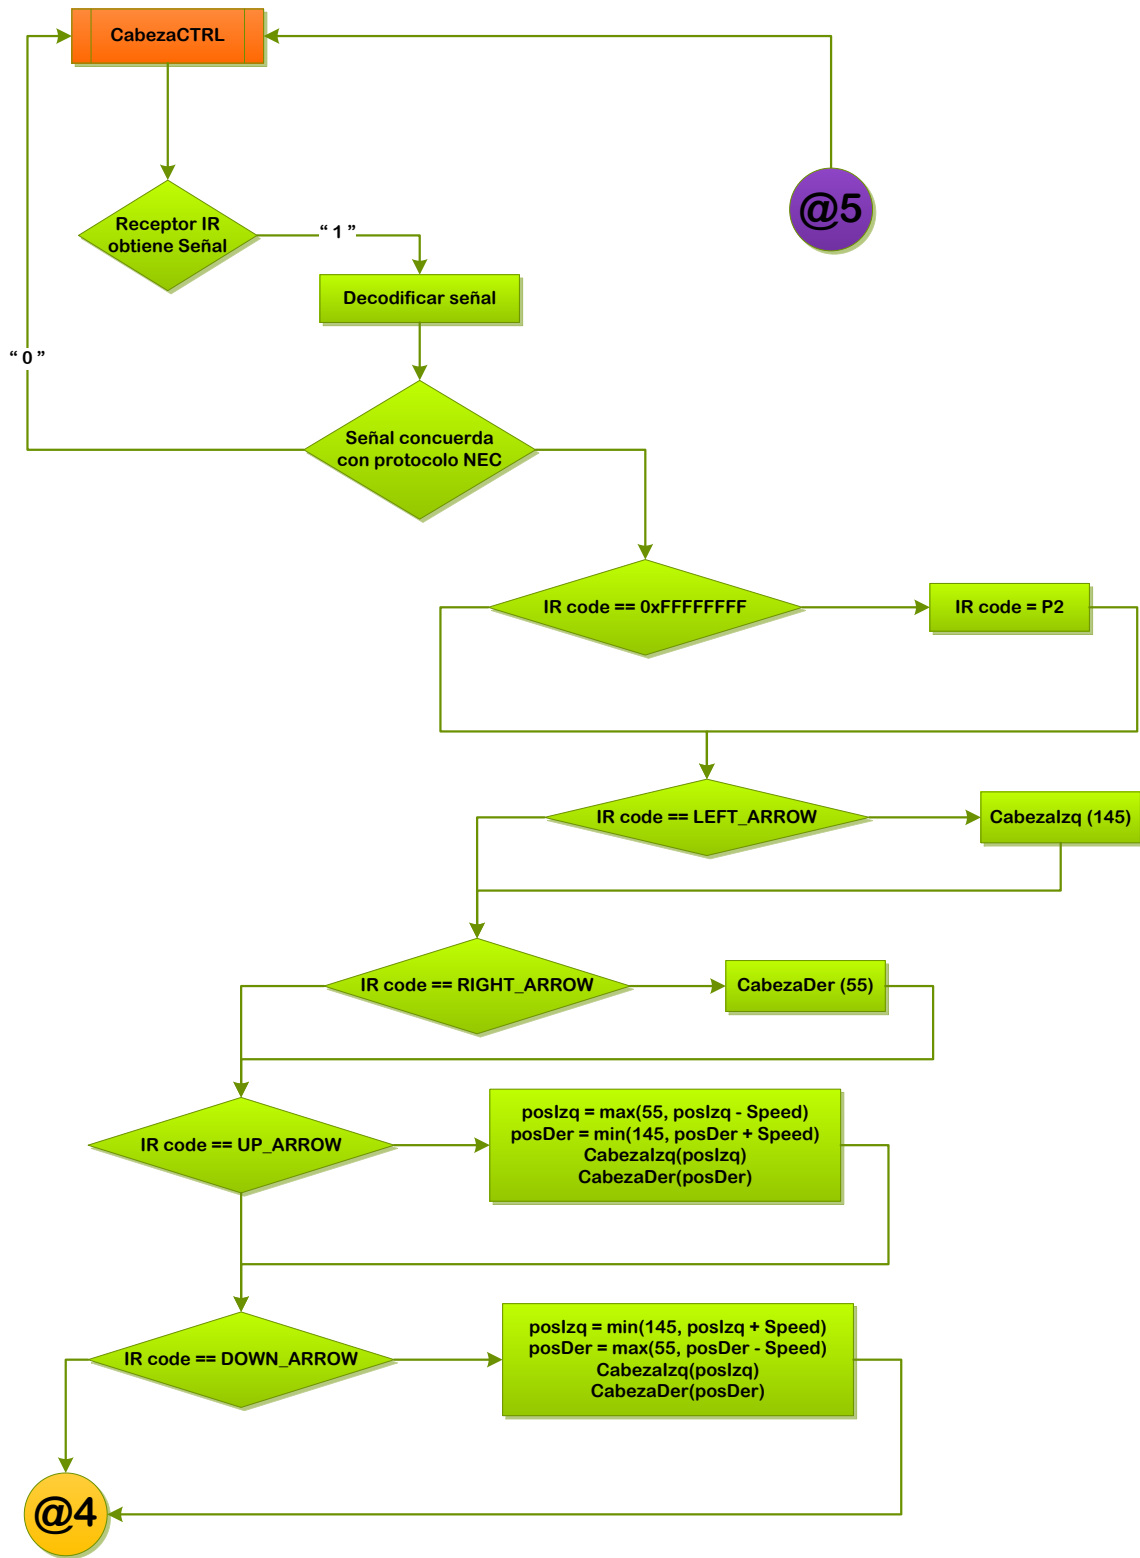 CabezaCTRL
@5
Receptor IR
obtiene Señal
“ 1 ”
Decodificar señal
“ 0 ”
Señal concuerda
con protocolo NEC
IR code == 0xFFFFFFFF
IR code = P2
IR code == LEFT_ARROW
CabezaIzq (145)
IR code == RIGHT_ARROW
CabezaDer (55)
IR code == UP_ARROW
posIzq = max(55, posIzq - Speed)
posDer = min(145, posDer + Speed)
CabezaIzq(posIzq)
CabezaDer(posDer)
IR code == DOWN_ARROW
posIzq = min(145, posIzq + Speed)
posDer = max(55, posDer - Speed)
CabezaIzq(posIzq)
CabezaDer(posDer)
@4